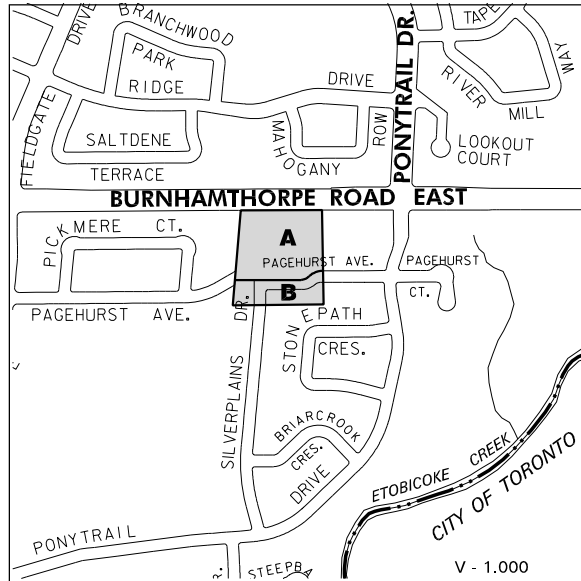 BRANCHWOOD
PARK
DRIVE
RIDGE
DRIVE
TAPE
WAY
RIVER
MILL
PONYTRAIL DR.
FIELDGATE
SALTDENE
TERRACE
MAHOGANY
ROW
LOOKOUT
COURT
BURNHAMTHORPE ROAD EAST
PICKMERE CT.
A
PAGEHURST AVE.
PAGEHURST
CT.
B
PAGEHURST AVE.
SILVERPLAINS DR.
STONEPATH
CRES.
BRIARCROOK
CRES.
DRIVE
PONYTRAIL
ETOBICOKE CREEK
CITY OF TORONTO
R.
STEEPBA
V - 1.000